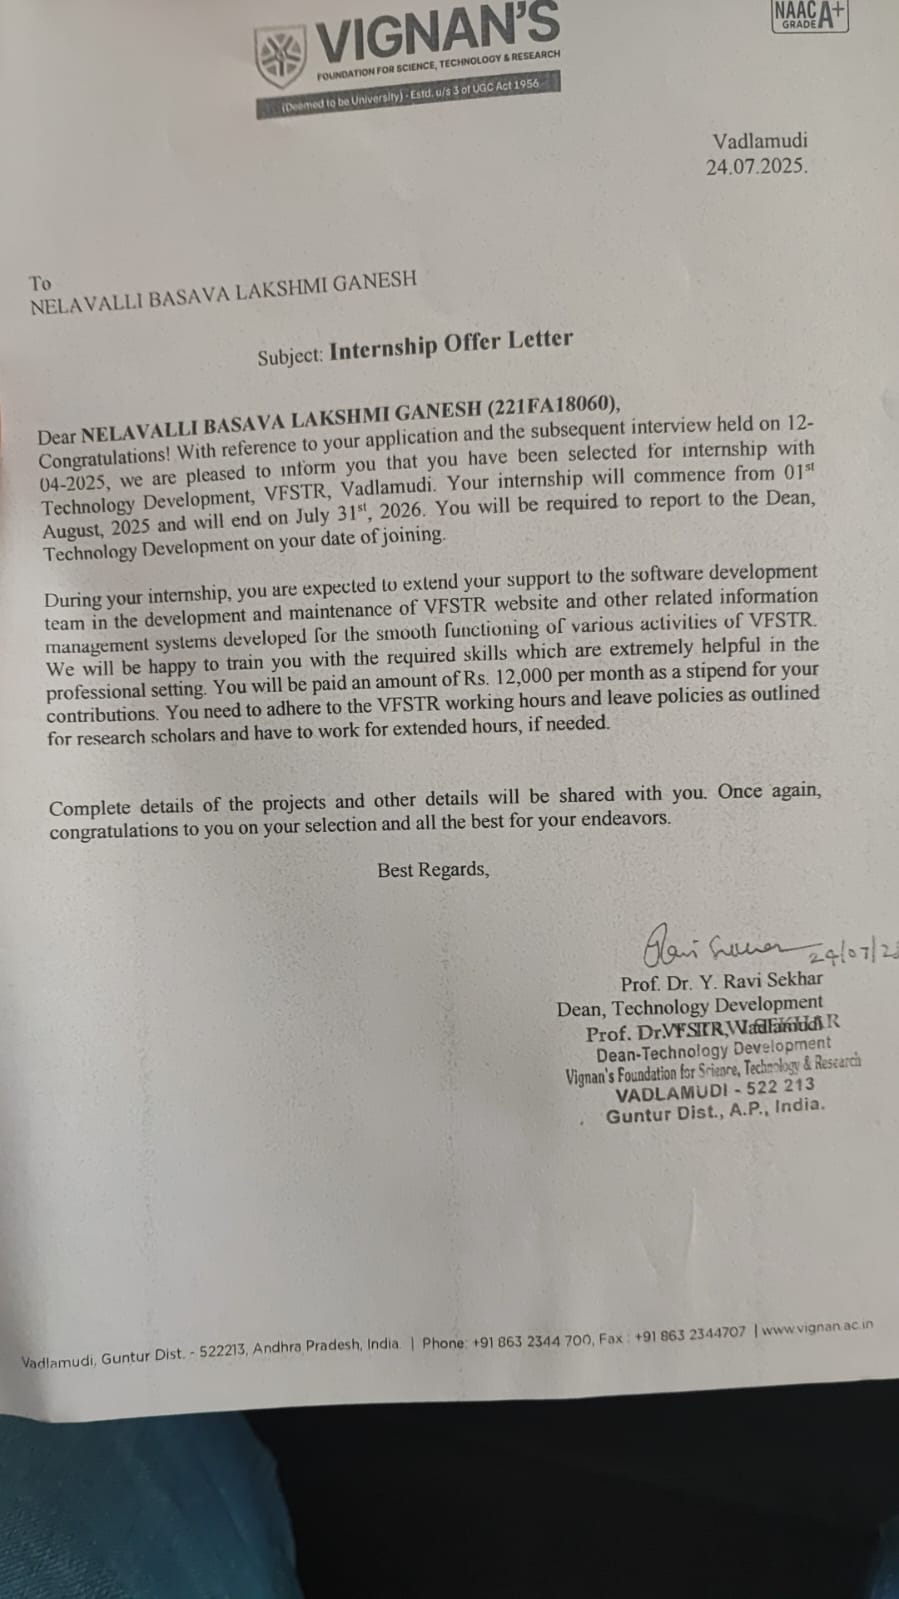 VIGNAN'S
FOUNDATION FOR SCIENCE, TECHNOLOGY & RESEARCH
(Deemed to be University) - Estd. u/s 3 of UGC Act 1956
NAAC A+
GRADE
Vadlamudi
24.07.2025.
To
NELAVALLI BASAVA LAKSHMI GANESH
Subject: Internship Offer Letter
Dear NELAVALLI BASAVA LAKSHMI GANESH (221FA18060),
Congratulations! With reference to your application and the subsequent interview held on 12-
04-2025, we are pleased to inform you that you have been selected for internship with
Technology Development, VFSTR, Vadlamudi. Your internship will commence from 01st
August, 2025 and will end on July 31st, 2026. You will be required to report to the Dean,
Technology Development on your date of joining.
During your internship, you are expected to extend your support to the software development
team in the development and maintenance of VFSTR website and other related information
management systems developed for the smooth functioning of various activities of VFSTR.
We will be happy to train you with the required skills which are extremely helpful in the
professional setting. You will be paid an amount of Rs. 12,000 per month as a stipend for your
contributions. You need to adhere to the VFSTR working hours and leave policies as outlined
for research scholars and have to work for extended hours, if needed.
Complete details of the projects and other details will be shared with you. Once again,
congratulations to you on your selection and all the best for your endeavors.
Best Regards,
24/07/2
Prof. Dr. Y. Ravi Sekhar
Dean, Technology Development
Prof. Dr. VFSTR, Vadlamudi
Dean-Technology Development
Vignan's Foundation for Science, Technology & Research
VADLAMUDI - 522 213
Guntur Dist., A.P., India.
Vadlamudi, Guntur Dist. - 522213, Andhra Pradesh, India. | Phone: +91 863 2344 700, Fax : +91 863 2344707 | www.vignan.ac.in